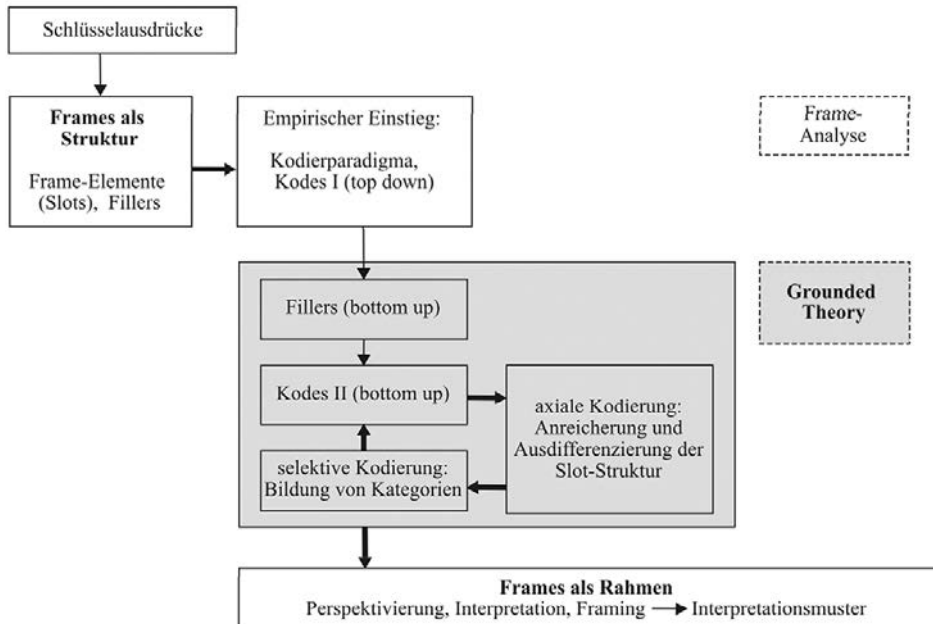 Schlüsselausdrücke
Frames als
Struktur
Frame-Elemente
(Slots), Fillers
Empirischer Einstieg:
Kodierparadigma,
Kodes I (top down)
Frame-
Analyse
Fillers (bottom up)
Kodes II (bottom up)
selektive Kodierung:
Bildung von Kategorien
axiale Kodierung:
Anreicherung und
Ausdifferenzierung der
Slot-Struktur
Grounded
Theory
Frames als Rahmen
Perspektivierung, Interpretation, Framing → Interpretationsmuster